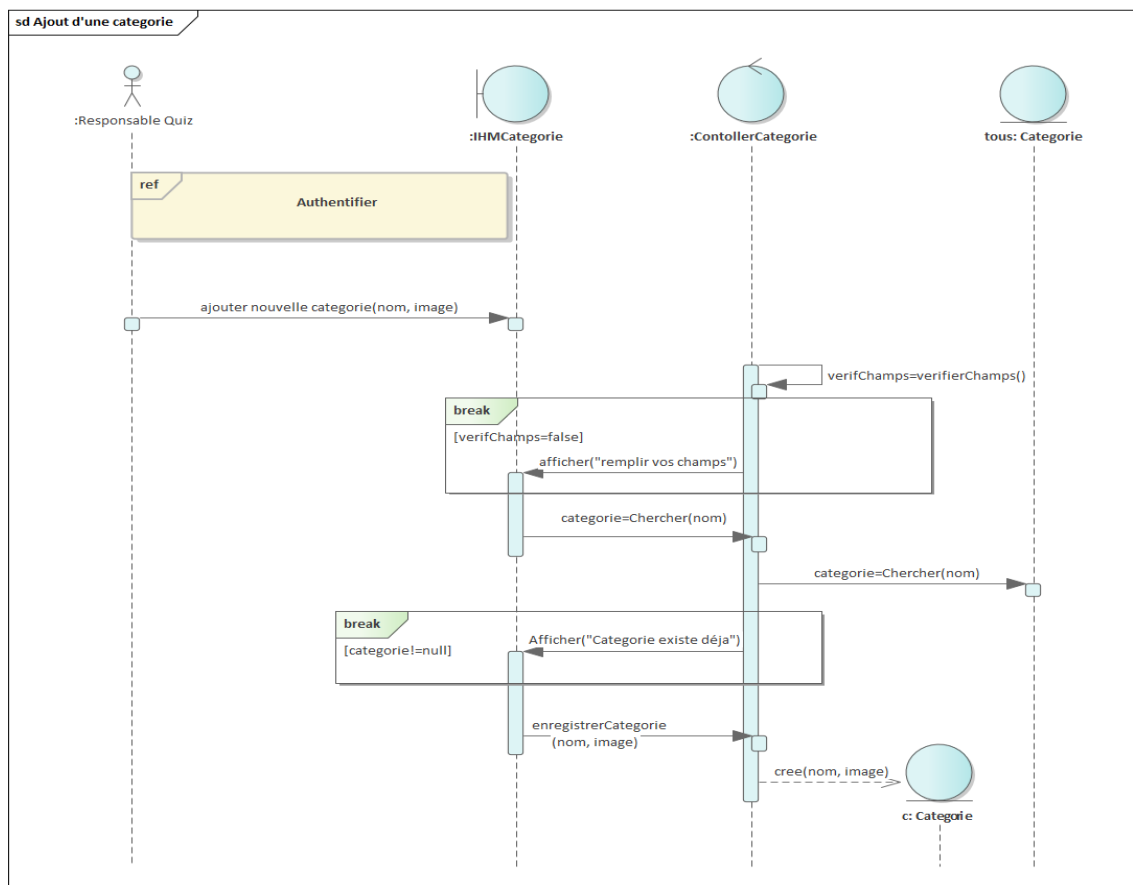 sd Ajout d'une categorie
:Responsable Quiz
:IHMCategorie
:ContollerCategorie
tous: Categorie
ref
Authentifier
ajouter nouvelle categorie(nom, image)
verifChamps=verifierChamps()
break
[verifChamps=false]
afficher("remplir vos champs")
categorie=Chercher(nom)
categorie=Chercher(nom)
break
[categorie!=null]
Afficher("Categorie existe déja")
enregistrerCategorie
(nom, image)
cree(nom, image)
c: Categorie